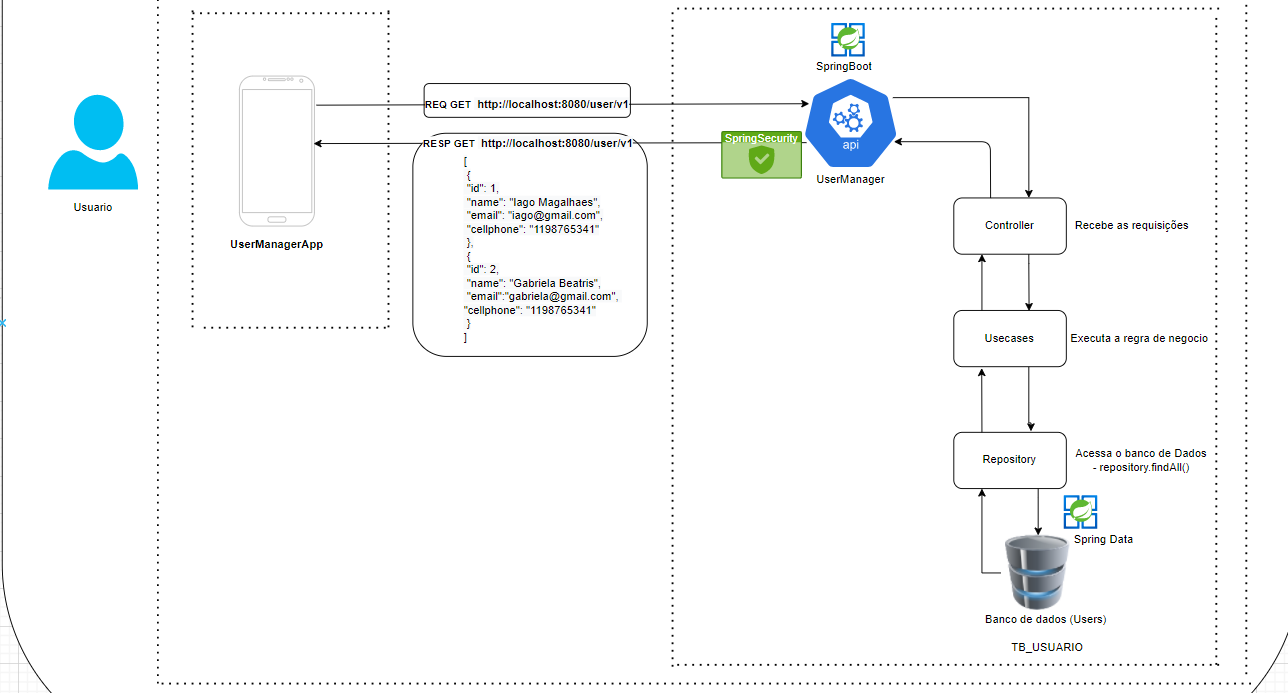 SpringBoot
REQ GET http://localhost:8080/user/v1
api
UserManager
SpringSecurity
RESP GET http://localhost:8080/user/v1
[
{
"id": 1,
"name": "Iago Magalhaes",
"email": "iago@gmail.com",
"cellphone": "1198765341"
},
{
"id": 2,
"name": "Gabriela Beatris",
"email":"gabriela@gmail.com",
"cellphone": "1198765341"
}
]
Usuario
UserManagerApp
Controller
Recebe as requisições
Usecases
Executa a regra de negocio
Repository
Acessa o banco de Dados
- repository.findAll()
Spring Data
Banco de dados (Users)
TB_USUARIO